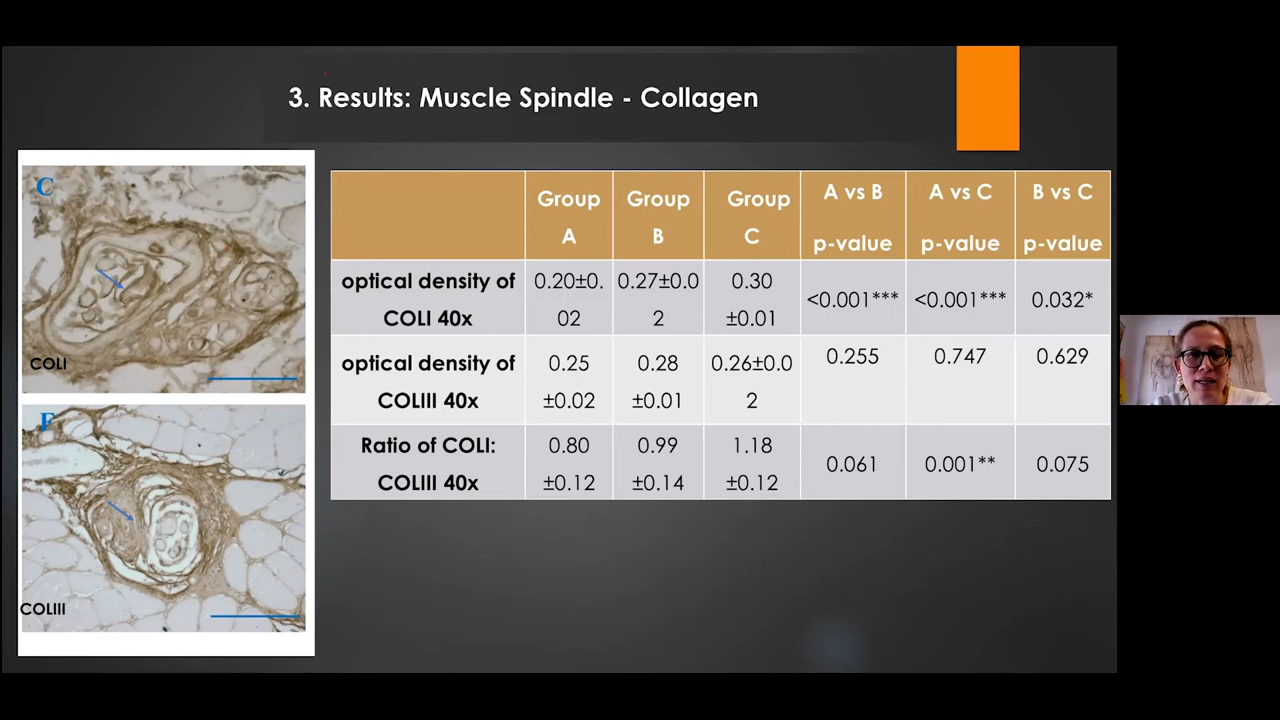 3. Results: Muscle Spindle - Collagen
C
COLI
F
COLIII
Group
A
Group
B
Group
C
A vs B
p-value
A vs C
p-value
B vs C
p-value
optical density of
COLI 40x
0.20±0.
02
0.27±0.0
2
0.30
±0.01
<0.001***
<0.001***
0.032*
optical density of
COLIII 40x
0.25
±0.02
0.28
±0.01
0.26±0.0
2
0.255
0.747
0.629
Ratio of COLI:
COLIII 40x
0.80
±0.12
0.99
±0.14
1.18
±0.12
0.061
0.001**
0.075